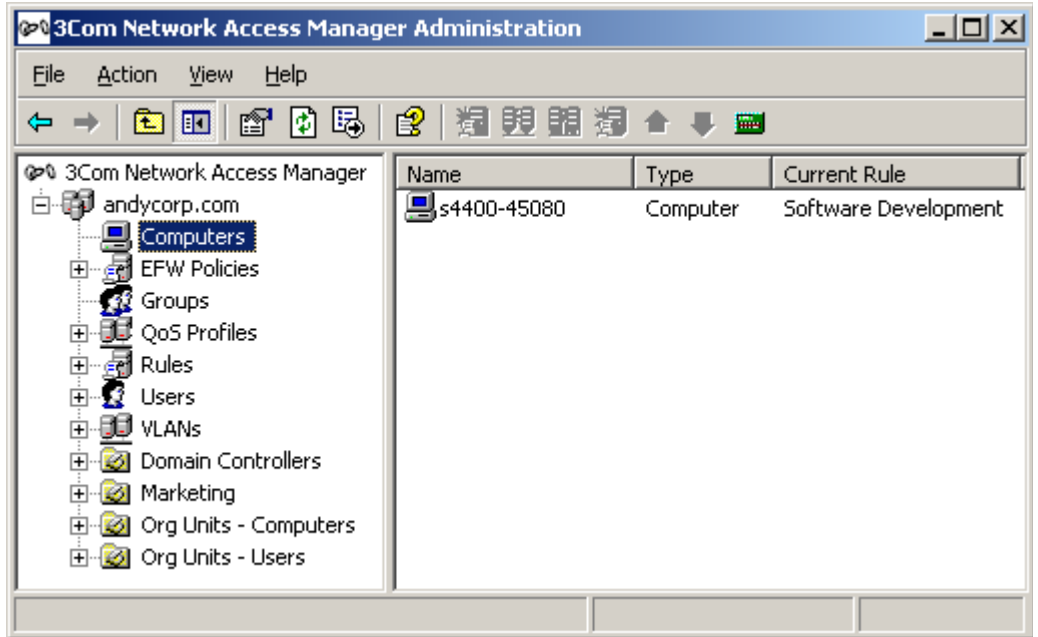 3Com Network Access Manager Administration
File Action View Help
3Com Network Access Manager
andycorp.com
Computers
EFW Policies
Groups
QoS Profiles
Rules
Users
VLANs
Domain Controllers
Marketing
Org Units - Computers
Org Units - Users
Name Type Current Rule
s4400-45080 Computer Software Development